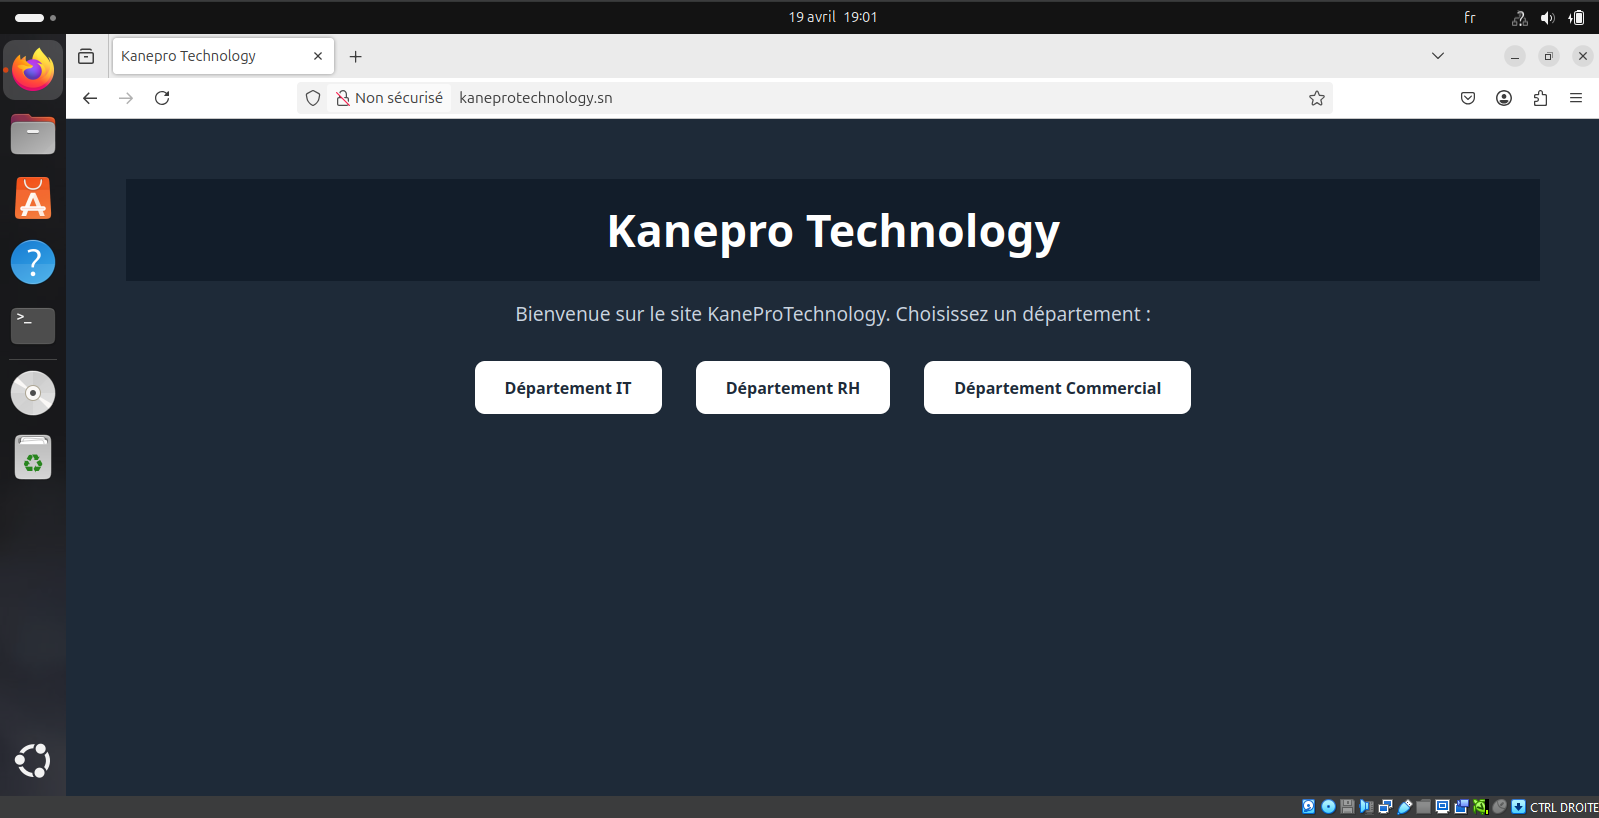 19 avril 19:01
fr
Kanepro Technology
Non sécurisé kaneprotechnology.sn
Kanepro Technology
Bienvenue sur le site KaneProTechnology. Choisissez un département :
Département IT
Département RH
Département Commercial
CTRL DROITE